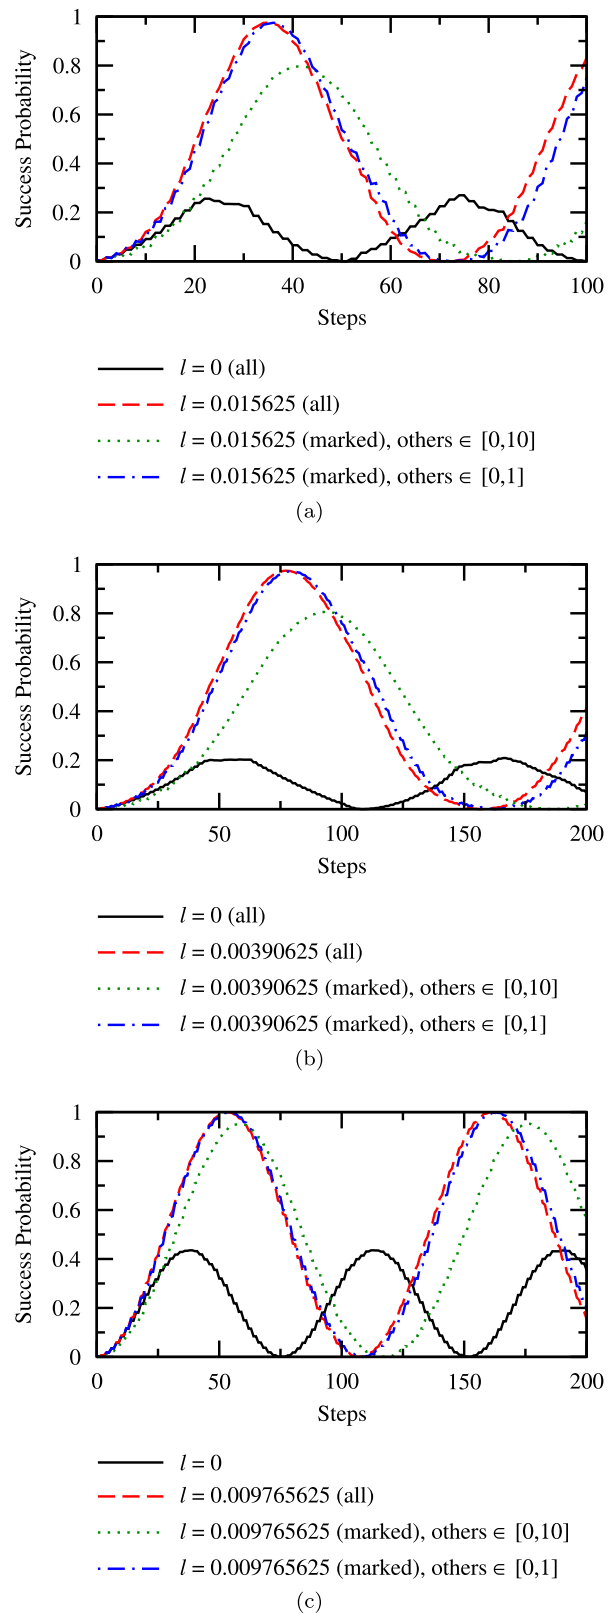 1
0.8
0.6
0.4
0.2
0
Success Probability
0 20 40 60 80 100
Steps
l = 0 (all)
l = 0.015625 (all)
l = 0.015625 (marked), others ∈ [0,10]
l = 0.015625 (marked), others ∈ [0,1]
(a)
1
0.8
0.6
0.4
0.2
0
Success Probability
0 50 100 150 200
Steps
l = 0 (all)
l = 0.00390625 (all)
l = 0.00390625 (marked), others ∈ [0,10]
l = 0.00390625 (marked), others ∈ [0,1]
(b)
1
0.8
0.6
0.4
0.2
0
Success Probability
0 50 100 150 200
Steps
l = 0
l = 0.009765625 (all)
l = 0.009765625 (marked), others ∈ [0,10]
l = 0.009765625 (marked), others ∈ [0,1]
(c)